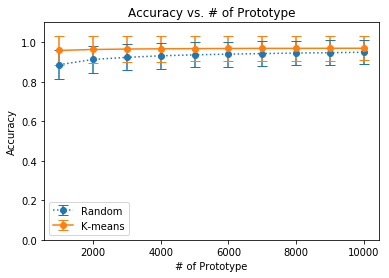 Accuracy vs. # of Prototype
1.0
0.8
0.6
0.4
0.2
0.0
Accuracy
Random
K-means
2000 4000 6000 8000 10000
# of Prototype